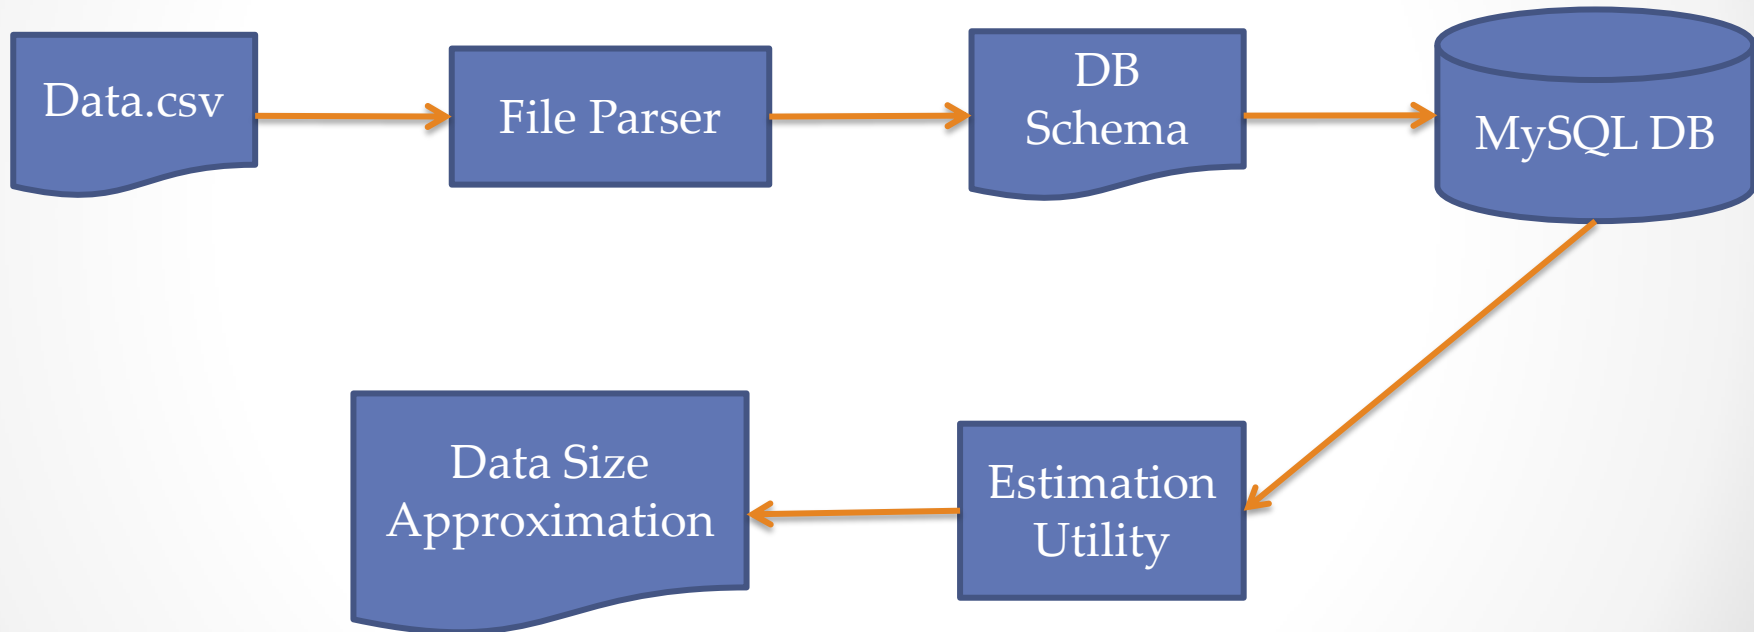 Data.csv
File Parser
DB
Schema
MySQL DB
Data Size
Approximation
Estimation
Utility